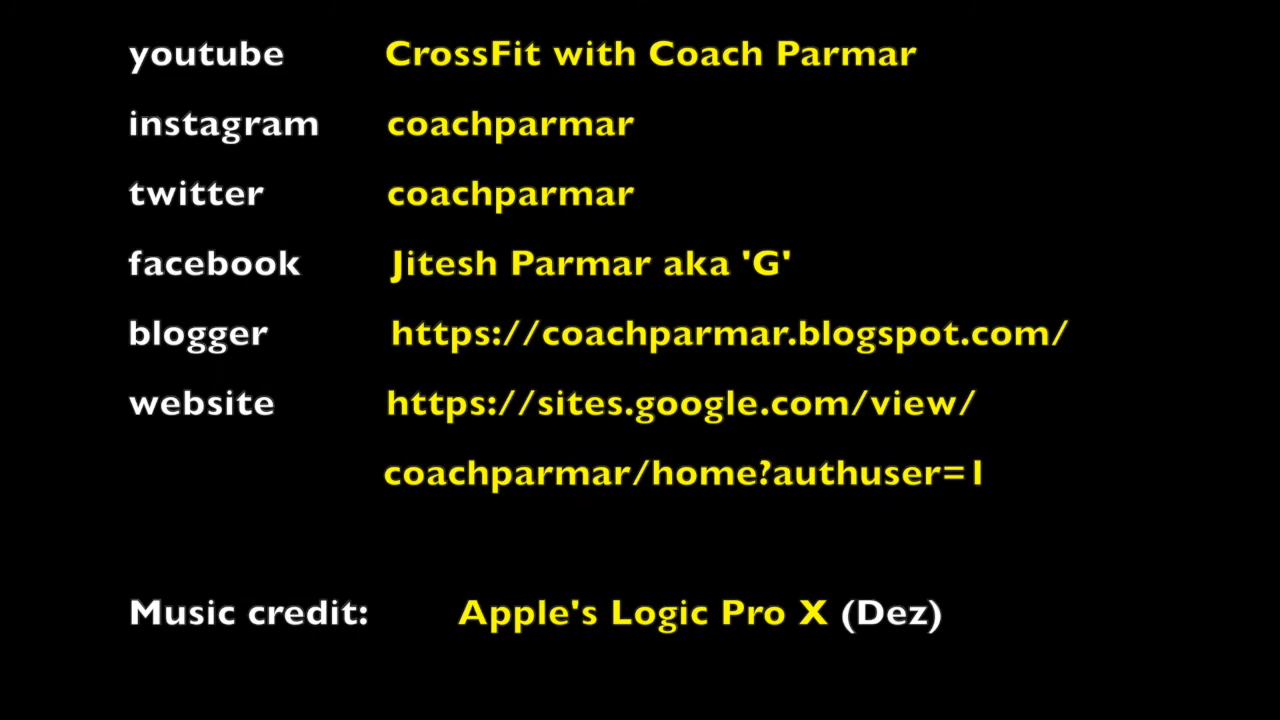 youtube CrossFit with Coach Parmar
instagram coachparmar
twitter coachparmar
facebook Jitesh Parmar aka 'G'
blogger https://coachparmar.blogspot.com/
website https://sites.google.com/view/
coachparmar/home?authuser=1
Music credit: Apple's Logic Pro X (Dez)